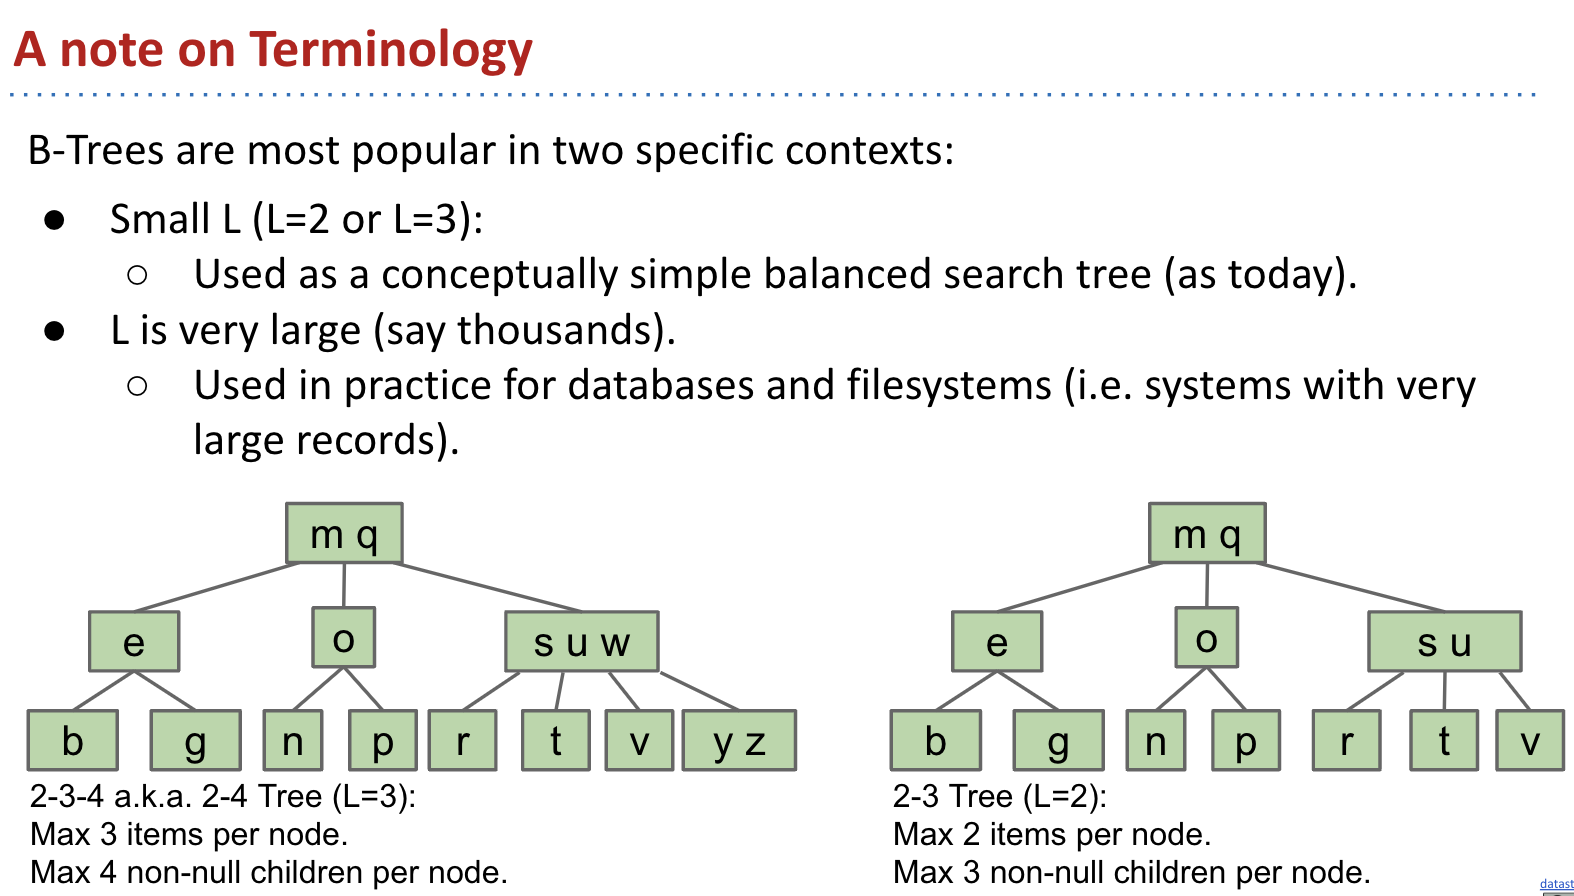 A note on Terminology
B-Trees are most popular in two specific contexts:
● Small L (L=2 or L=3):
○ Used as a conceptually simple balanced search tree (as today).
● L is very large (say thousands).
○ Used in practice for databases and filesystems (i.e. systems with very
large records).
m q
e
o
s u w
b
g
n
p
r
t
v
y z
2-3-4 a.k.a. 2-4 Tree (L=3):
Max 3 items per node.
Max 4 non-null children per node.
m q
e
o
s u
b
g
n
p
r
t
v
2-3 Tree (L=2):
Max 2 items per node.
Max 3 non-null children per node.
datast